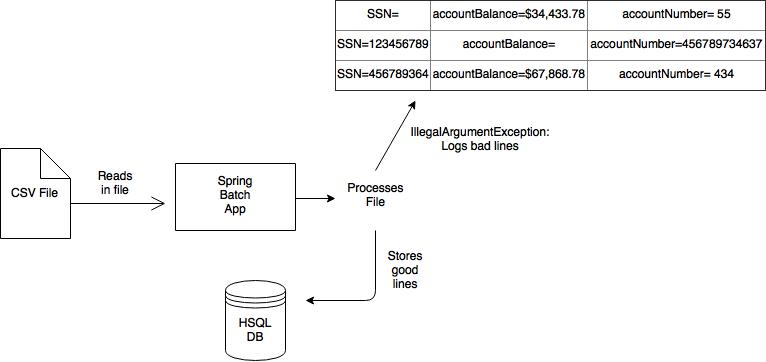 SSN= accountBalance=$34,433.78 accountNumber= 55
SSN=123456789 accountBalance= accountNumber=456789734637
SSN=456789364 accountBalance=$67,868.78 accountNumber= 434
IllegalArgumentException:
Logs bad lines
CSV File
Reads
in file
Spring
Batch
App
Processes
File
Stores
good
lines
HSQL
DB